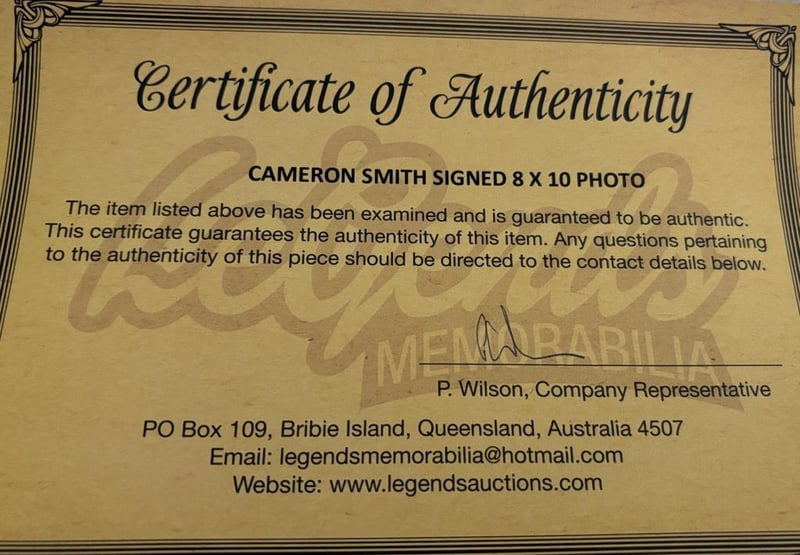 Certificate of Authenticity
CAMERON SMITH SIGNED 8 X 10 PHOTO
The item listed above has been examined and is guaranteed to be authentic.
This certificate guarantees the authenticity of this item. Any questions pertaining
to the authenticity of this piece should be directed to the contact details below.
Legends
MEMORABILIA
P. Wilson, Company Representative
PO Box 109, Bribie Island, Queensland, Australia 4507
Email: legendsmemorabilia@hotmail.com
Website: www.legendsauctions.com